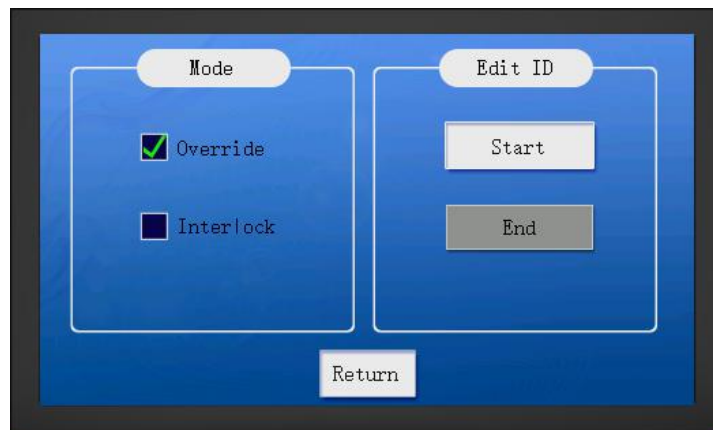 Mode
Override
Interlock
Edit ID
Start
End
Return